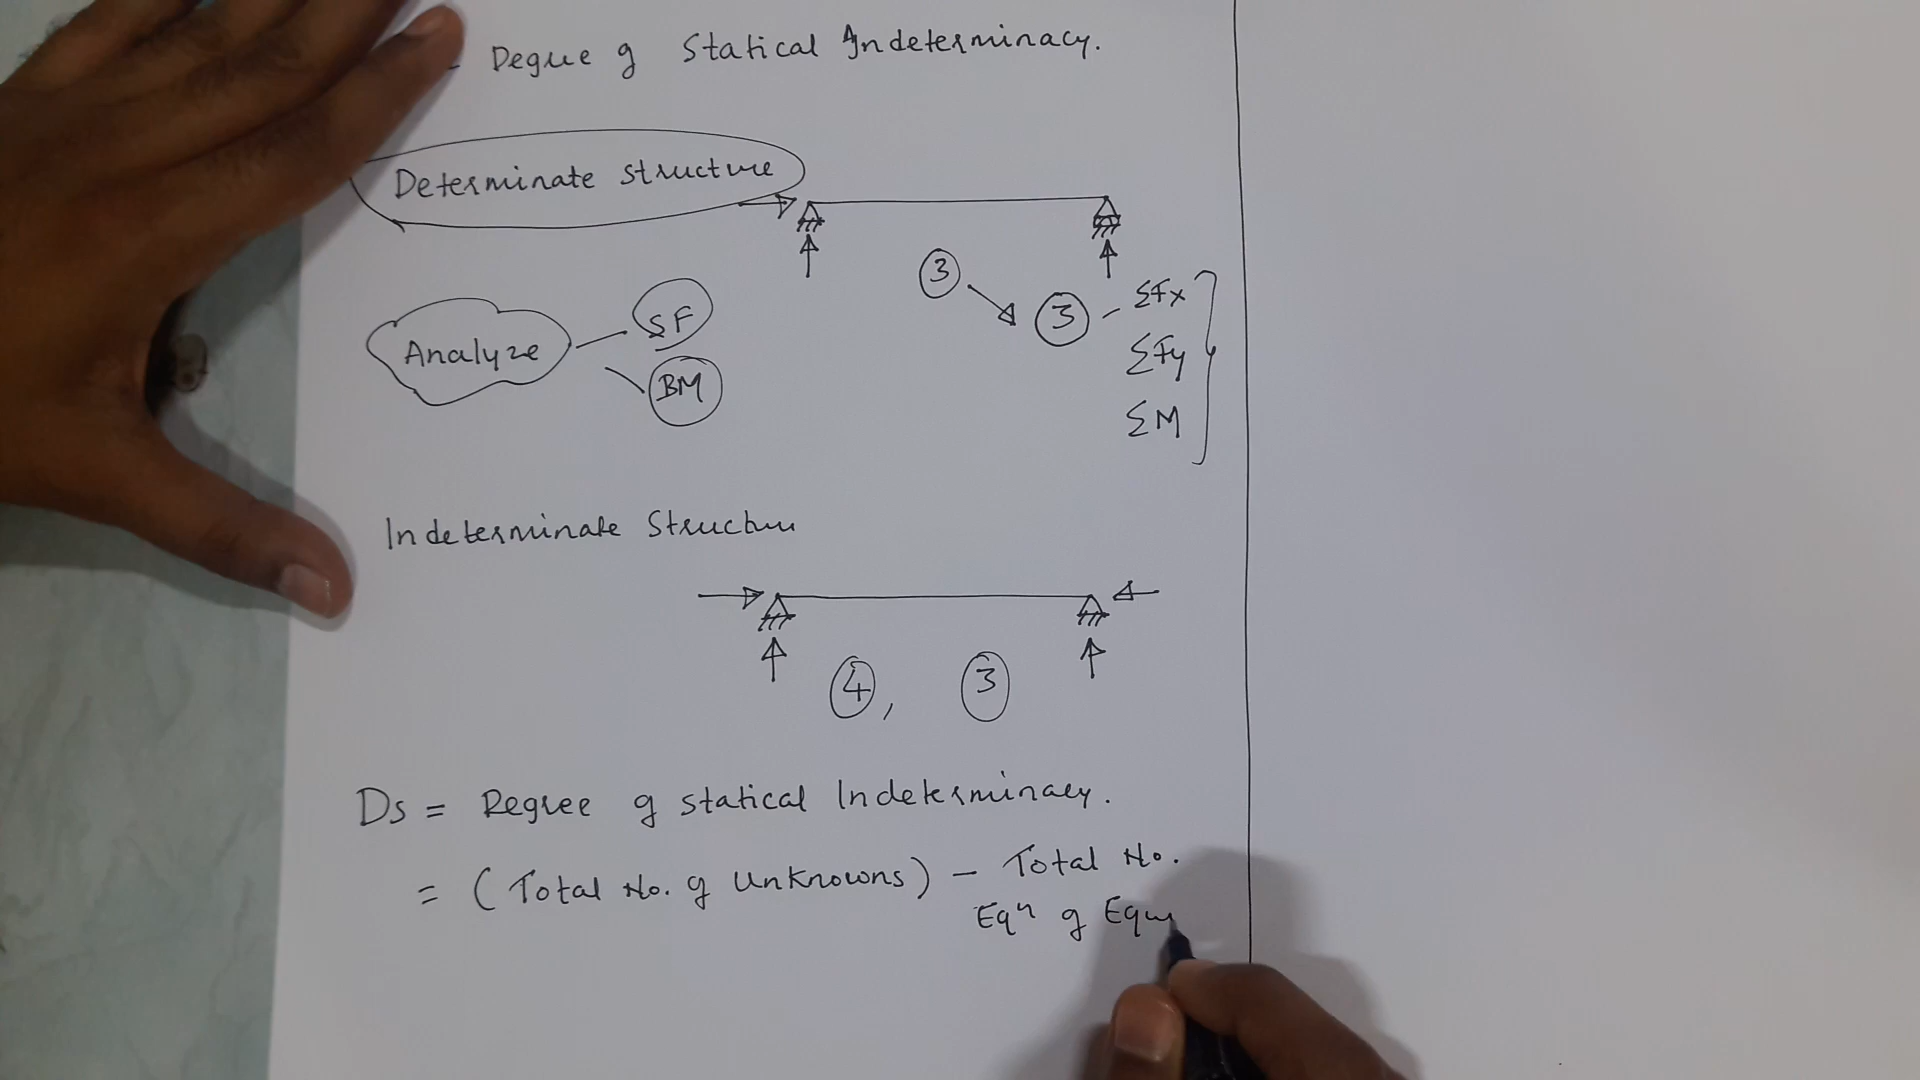 Degree of Statical Indeterminacy.
Determinate structure
3
3 - ΣFx
ΣFy
ΣM
Analyze
SF
BM
Indeterminate Structure
4, 3
Ds = Degree of statical Indeterminacy.
= (Total No. of Unknowns) - Total No.
Eqn of